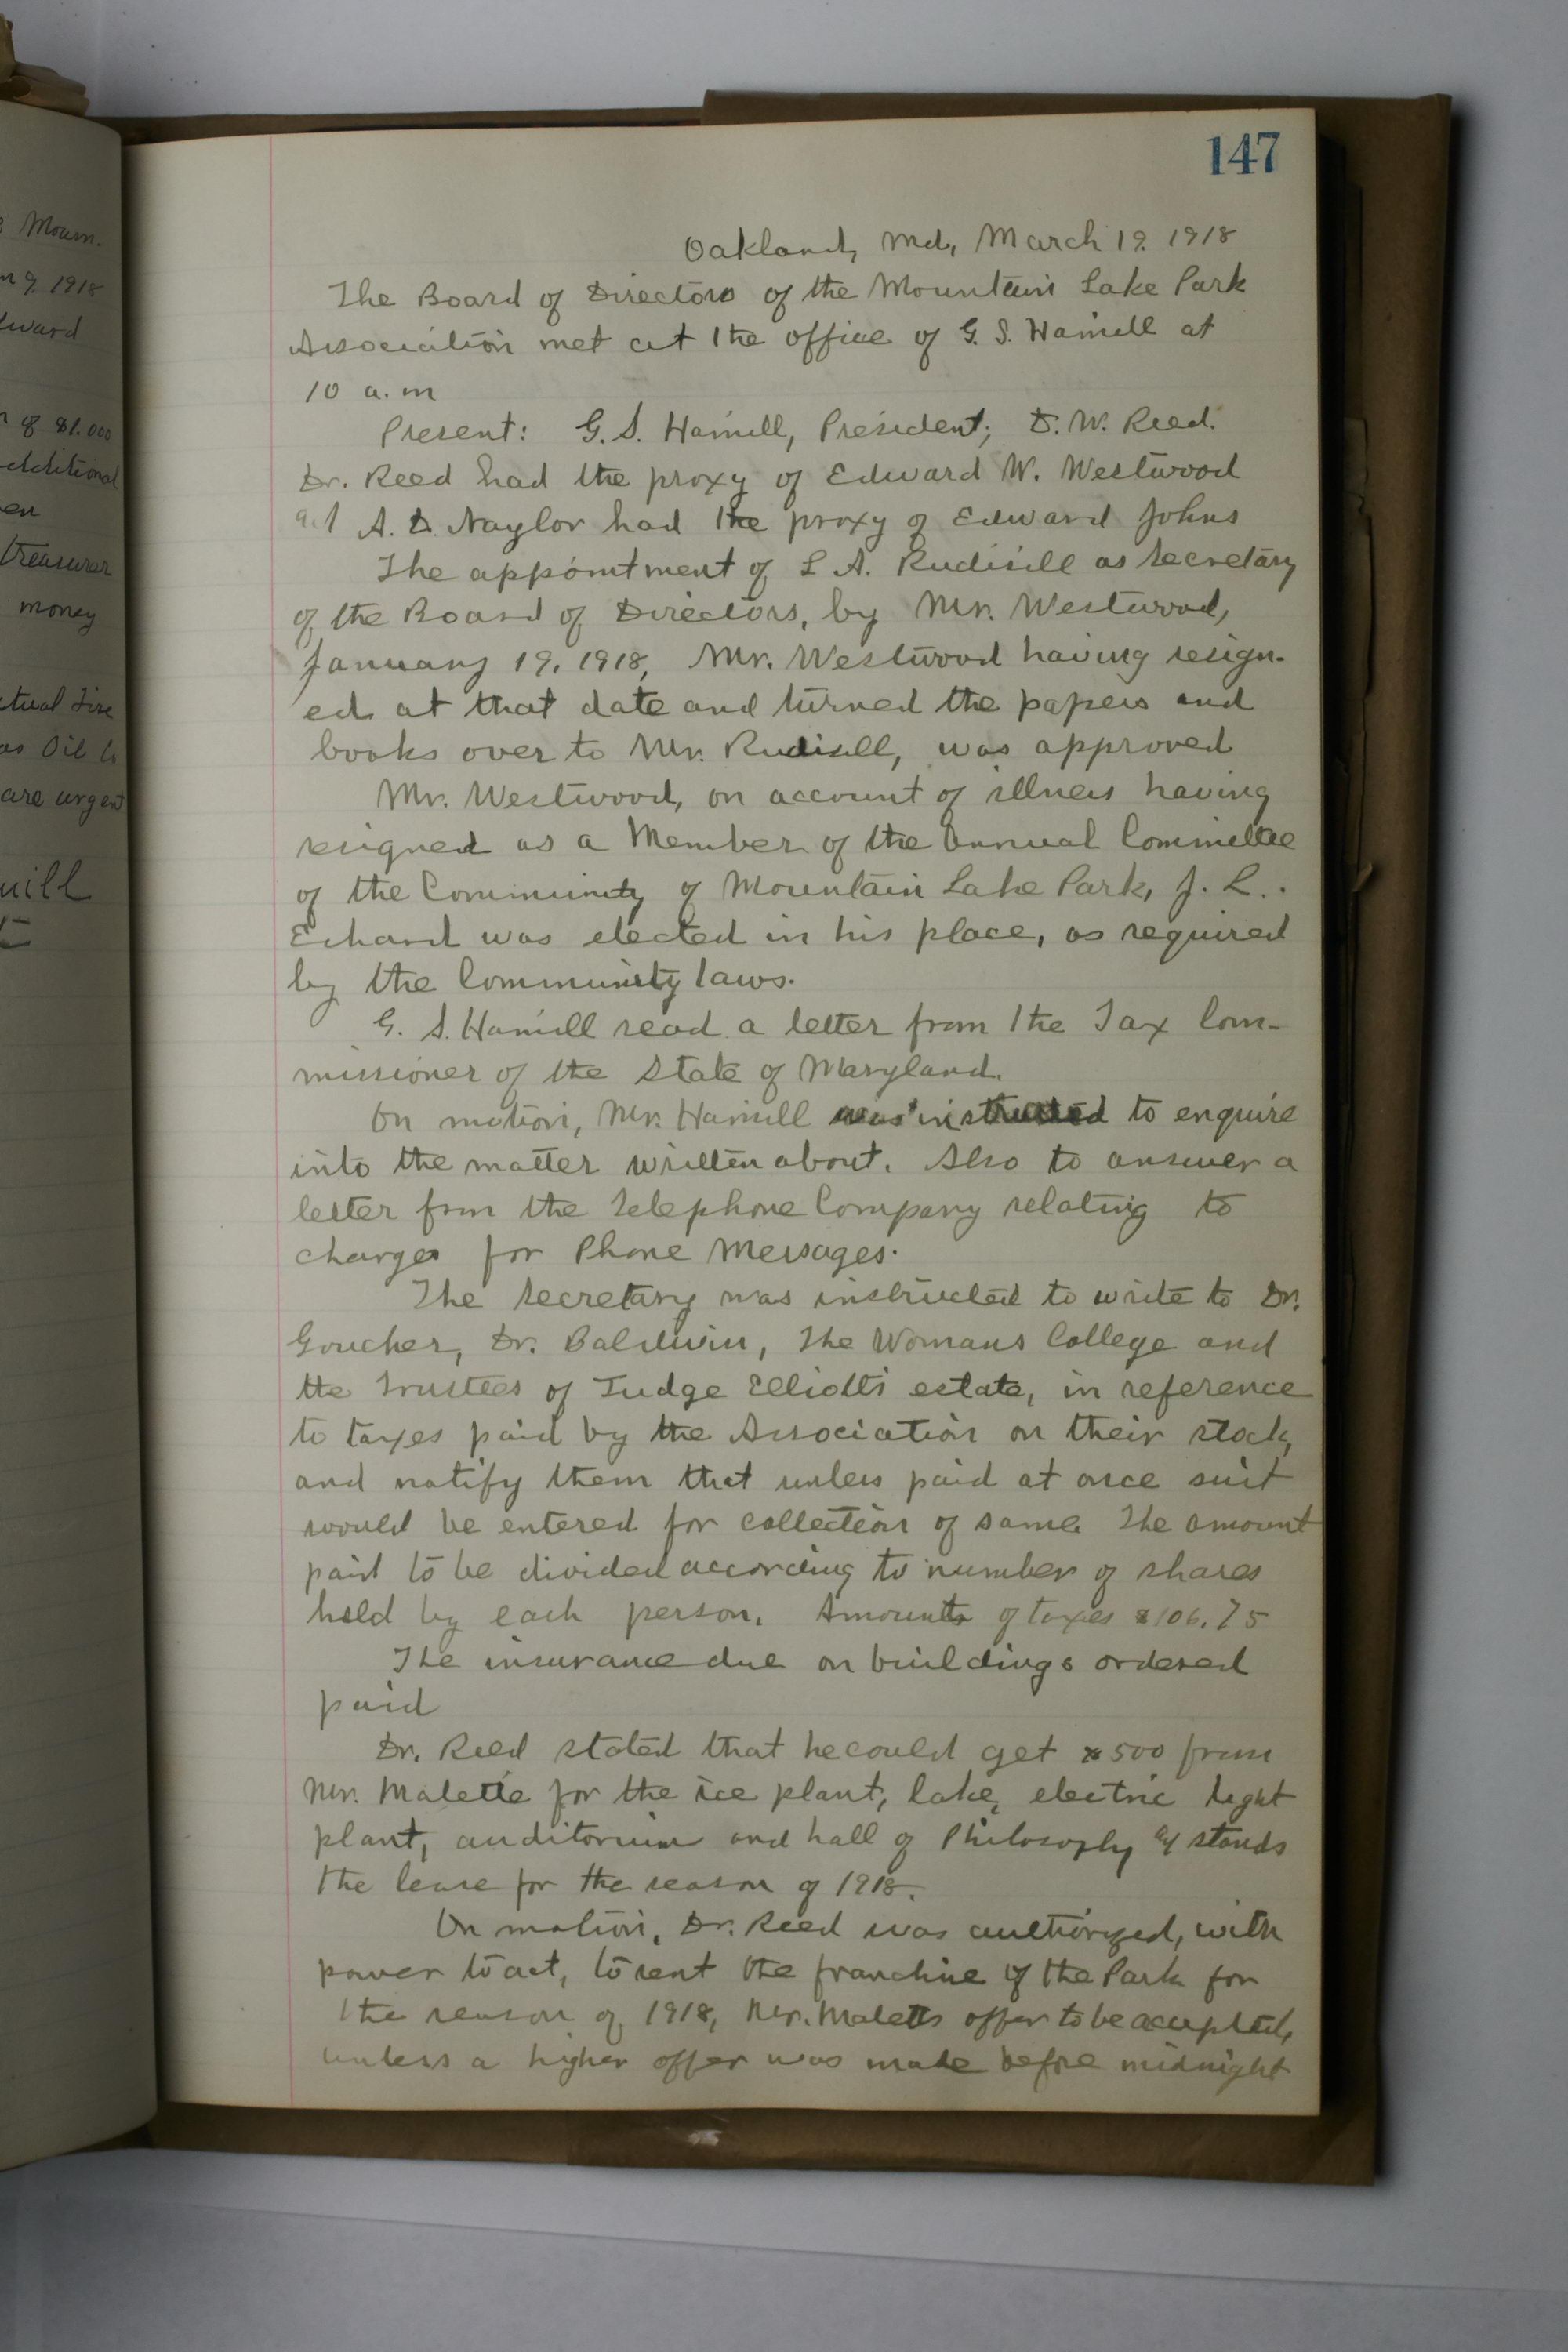 147
Oakland, Md, March 19. 1918
The Board of Directors of the Mountain Lake Park
Association met at the office of G. S. Hamill at
10 a. m
Present: G. S. Hamill, President; D. W. Reed.
Dr. Reed had the proxy of Edward W. Westwood
and A. D. Naylor had the proxy of Edward Johns
The appointment of L A. Rudisill as Secretary
of the Board of Directors, by Mr. Westwood,
January 19, 1918, Mr. Westwood having resign-
ed at that date and turned the papers and
books over to Mr. Rudisill, was approved
Mr. Westwood, on account of illness having
resigned as a Member of the Annual Committee
of the Community of Mountain Lake Park, J. L.
Echard was elected in his place, as required
by the Community laws.
G. S. Hamill read a letter from the Tax Com-
missioner of the State of Maryland.
On motion, Mr. Hamill was instructed to enquire
into the matter written about. Also to answer a
letter from the Telephone Company relating to
charges for Phone Messages.
The Secretary was instructed to write to Dr.
Goucher, Dr. Baldwin, The Womans College and
the Trustees of Judge Elliotts estate, in reference
to taxes paid by the Association on their stock,
and notify them that unless paid at once suit
would be entered for collection of same. The amount
paid to be divided according to number of shares
held by each person. Amounts of taxes $106.75
The insurance due on buildings ordered
paid
Dr. Reed stated that he could get $500 from
Mr. Malette for the ice plant, lake, electric light
plant, auditorium and hall of Philosophy stands
the lease for the season of 1918.
On motion, Dr. Reed was authorized, with
power to act, to rent the franchise of the Park for
the season of 1918, Mr. Maletts offer to be accepted,
unless a higher offer was made before midnight
Mourn.
9 1918
of $1.000
additional
Treasurer
money
Oil
are urgent